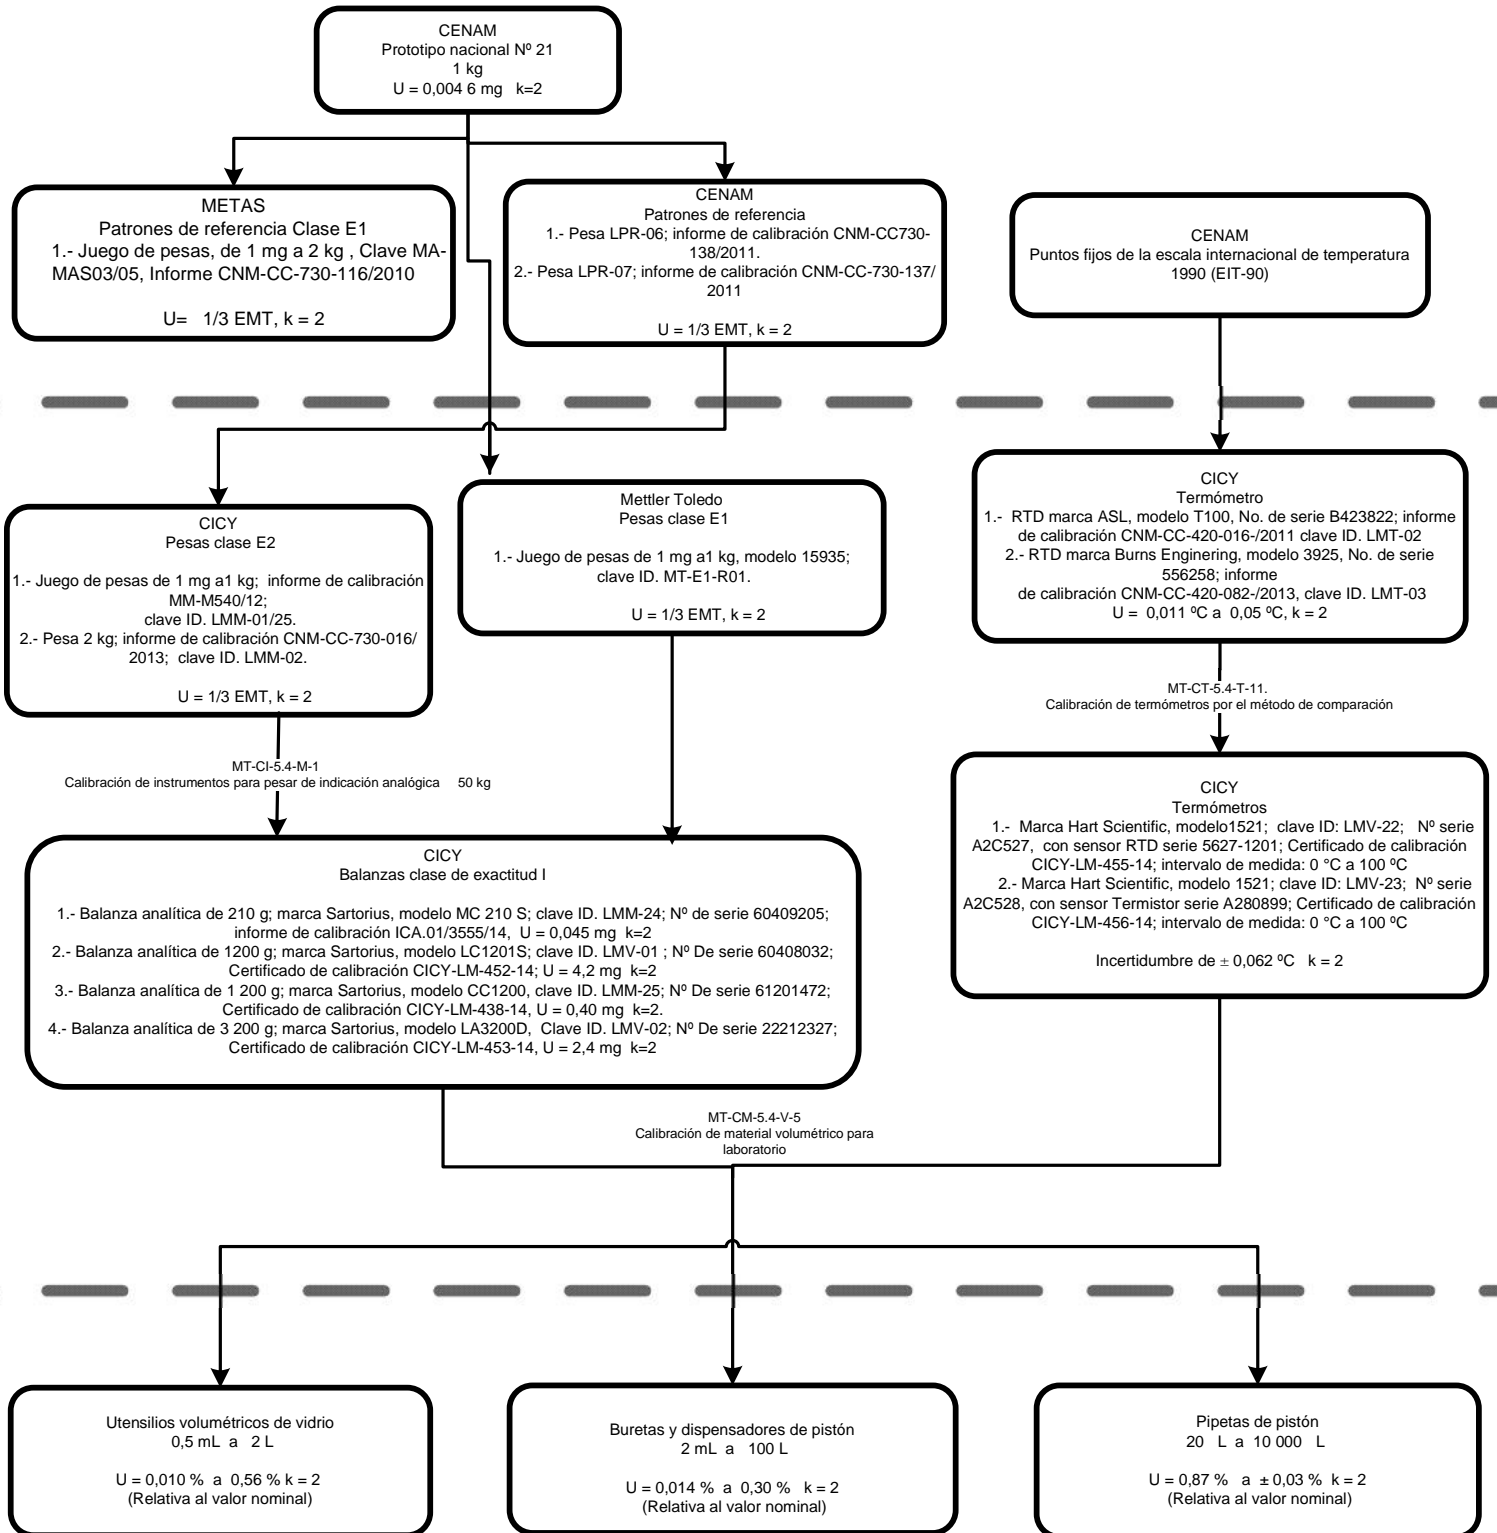 CENAM
Prototipo nacional Nº 21
1 kg
U = 0,004 6 mg k=2
METAS
Patrones de referencia Clase E1
1.- Juego de pesas, de 1 mg a 2 kg , Clave MA-
MAS03/05, Informe CNM-CC-730-116/2010
U= 1/3 EMT, k = 2
CENAM
Patrones de referencia
1.- Pesa LPR-06; informe de calibración CNM-CC730-
138/2011.
2.- Pesa LPR-07; informe de calibración CNM-CC-730-137/
2011
U = 1/3 EMT, k = 2
CENAM
Puntos fijos de la escala internacional de temperatura
1990 (EIT-90)
CICY
Pesas clase E2
1.- Juego de pesas de 1 mg a1 kg; informe de calibración
MM-M540/12;
clave ID. LMM-01/25.
2.- Pesa 2 kg; informe de calibración CNM-CC-730-016/
2013; clave ID. LMM-02.
U = 1/3 EMT, k = 2
Mettler Toledo
Pesas clase E1
1.- Juego de pesas de 1 mg a1 kg, modelo 15935;
clave ID. MT-E1-R01.
U = 1/3 EMT, k = 2
CICY
Termómetro
1.- RTD marca ASL, modelo T100, No. de serie B423822; informe
de calibración CNM-CC-420-016-/2011 clave ID. LMT-02
2.- RTD marca Burns Enginering, modelo 3925, No. de serie
556258; informe
de calibración CNM-CC-420-082-/2013, clave ID. LMT-03
U = 0,011 ºC a 0,05 ºC, k = 2
MT-CI-5.4-M-1
Calibración de instrumentos para pesar de indicación analógica 50 kg
MT-CT-5.4-T-11.
Calibración de termómetros por el método de comparación
CICY
Balanzas clase de exactitud I
1.- Balanza analítica de 210 g; marca Sartorius, modelo MC 210 S; clave ID. LMM-24; Nº de serie 60409205;
informe de calibración ICA.01/3555/14, U = 0,045 mg k=2
2.- Balanza analítica de 1200 g; marca Sartorius, modelo LC1201S; clave ID. LMV-01 ; Nº De serie 60408032;
Certificado de calibración CICY-LM-452-14; U = 4,2 mg k=2
3.- Balanza analítica de 1 200 g; marca Sartorius, modelo CC1200, clave ID. LMM-25; Nº De serie 61201472;
Certificado de calibración CICY-LM-438-14, U = 0,40 mg k=2.
4.- Balanza analítica de 3 200 g; marca Sartorius, modelo LA3200D, Clave ID. LMV-02; Nº De serie 22212327;
Certificado de calibración CICY-LM-453-14, U = 2,4 mg k=2
CICY
Termómetros
1.- Marca Hart Scientific, modelo1521; clave ID: LMV-22; Nº serie
A2C527, con sensor RTD serie 5627-1201; Certificado de calibración
CICY-LM-455-14; intervalo de medida: 0 °C a 100 ºC
2.- Marca Hart Scientific, modelo 1521; clave ID: LMV-23; Nº serie
A2C528, con sensor Termistor serie A280899; Certificado de calibración
CICY-LM-456-14; intervalo de medida: 0 °C a 100 ºC
Incertidumbre de ± 0,062 ºC k = 2
MT-CM-5.4-V-5
Calibración de material volumétrico para
laboratorio
Utensilios volumétricos de vidrio
0,5 mL a 2 L
U = 0,010 % a 0,56 % k = 2
(Relativa al valor nominal)
Buretas y dispensadores de pistón
2 mL a 100 L
U = 0,014 % a 0,30 % k = 2
(Relativa al valor nominal)
Pipetas de pistón
20 L a 10 000 L
U = 0,87 % a ± 0,03 % k = 2
(Relativa al valor nominal)